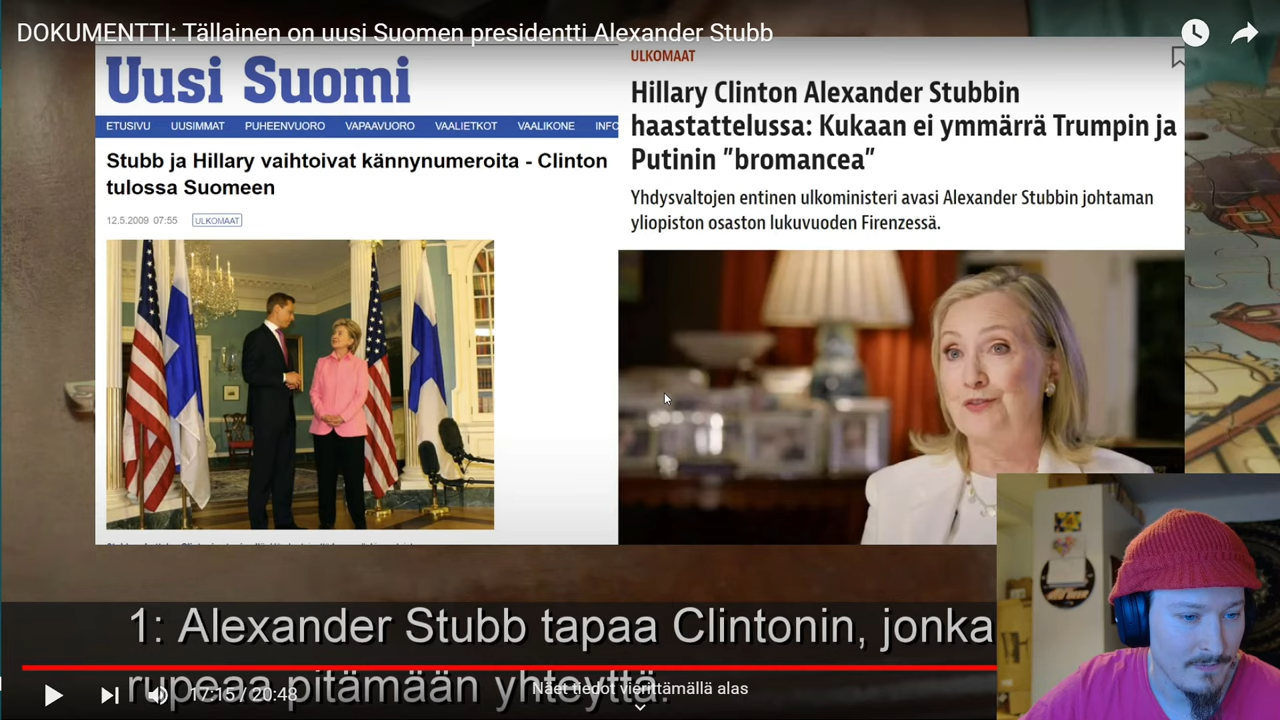 DOKUMENTTI: Tällainen on uusi Suomen presidentti Alexander Stubb
Uusi Suomi
ETUSIVU UUSIMMAT PUHEENVUORO VAPAAVUORO VAALIETKOT VAALIKONE INFO
Stubb ja Hillary vaihtoivat kännynumeroita - Clinton
tulossa Suomeen
12.5.2009 07:55 ULKOMAAT
ULKOMAAT
Hillary Clinton Alexander Stubbin
haastattelussa: Kukaan ei ymmärrä Trumpin ja
Putinin ”bromancea”
Yhdysvaltojen entinen ulkoministeri avasi Alexander Stubbin johtaman
yliopiston osaston lukuvuoden Firenzessä.
1: Alexander Stubb tapaa Clintonin, jonka
rupeaa pitämään yhteyttä.
17:15 / 20:48
Näet tiedot vierittämällä alas